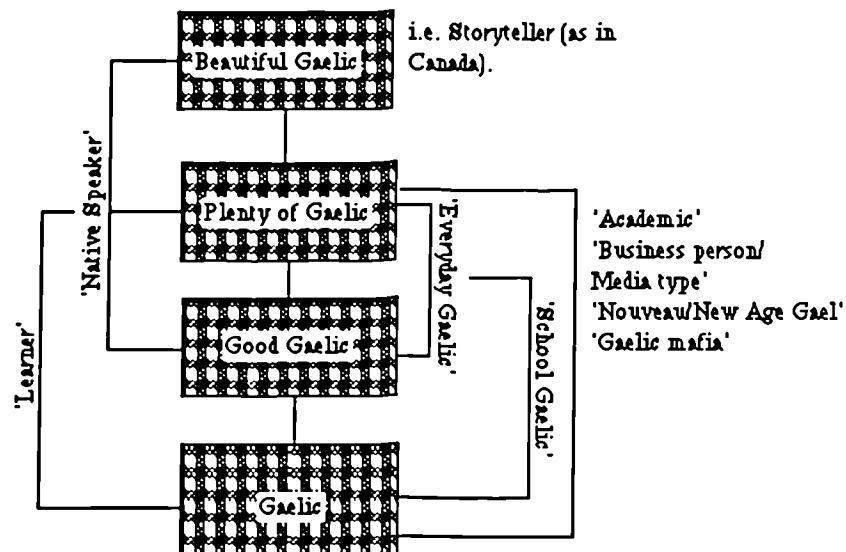 Beautiful Gaelic
i.e. Storyteller (as in
Canada).
'Native Speaker'
Plenty of Gaelic
'Everyday Gaelic'
'Academic'
'Business person/
Media type'
'Nouveau/New Age Gael'
'Gaelic mafia'
Good Gaelic
'School Gaelic'
'Learner'
Gaelic